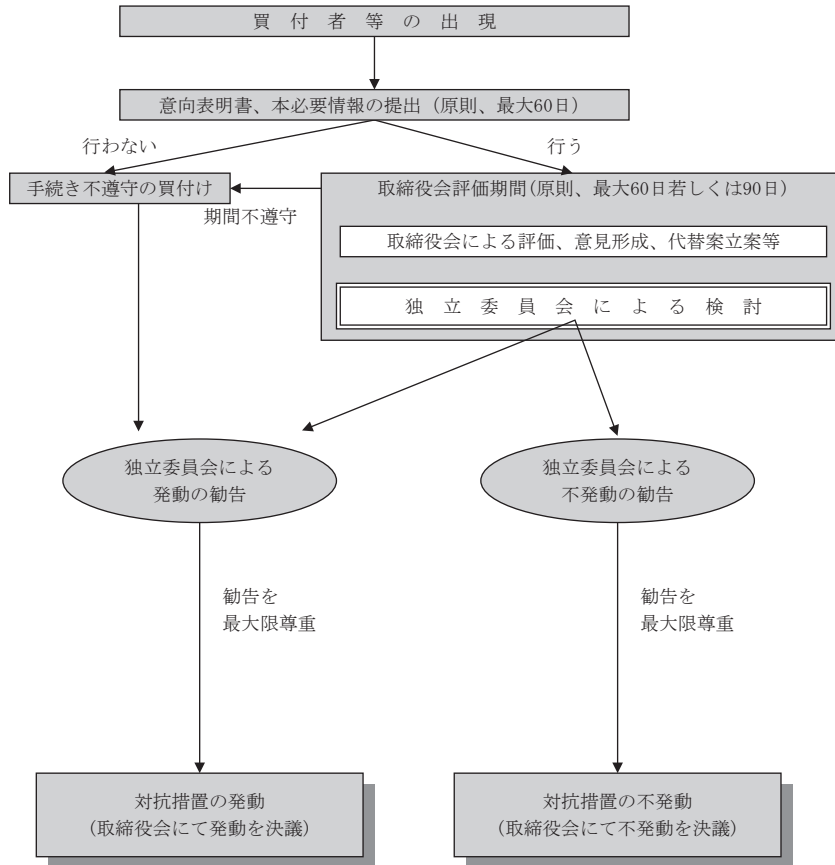 買付者等の出現
意向表明書、本必要情報の提出（原則、最大60日）
行わない
行う
手続き不遵守の買付け
取締役会評価期間(原則、最大60日若しくは90日)
期間不遵守
取締役会による評価、意見形成、代替案立案等
独立委員会による検討
独立委員会による
発動の勧告
独立委員会による
不発動の勧告
勧告を
最大限尊重
勧告を
最大限尊重
対抗措置の発動
(取締役会にて発動を決議)
対抗措置の不発動
(取締役会にて不発動を決議)